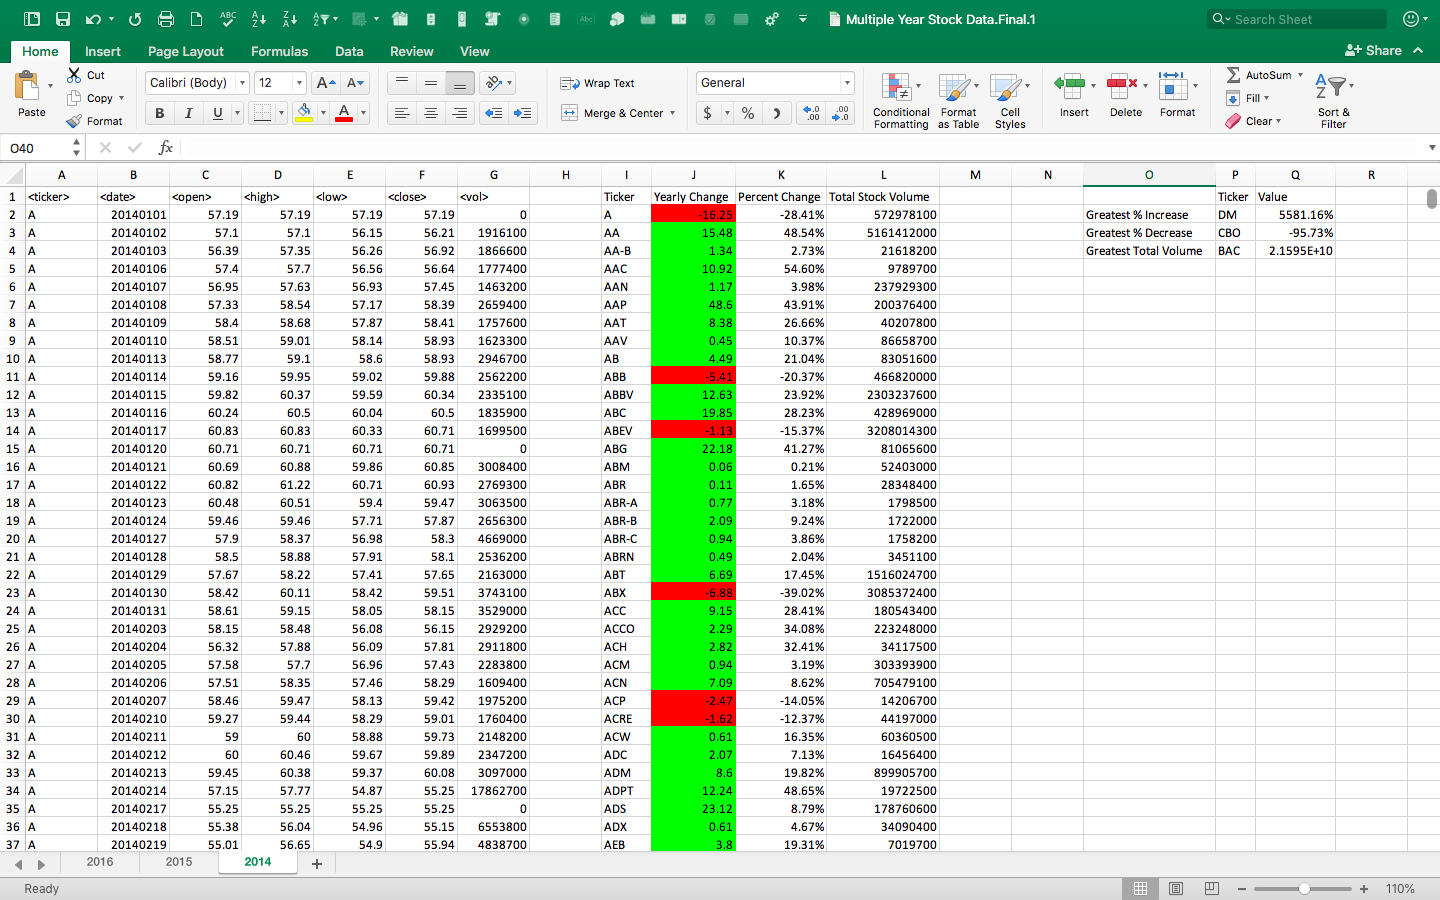 Multiple Year Stock Data.Final.1
Search Sheet
Home Insert Page Layout Formulas Data Review View
Share
Paste
Cut
Copy
Format
Calibri (Body) 12
Wrap Text
Merge & Center
General
Conditional Formatting
Format as Table
Cell Styles
Insert Delete Format
AutoSum
Fill
Clear
Sort & Filter
O40 fx
A B C D E F G H I J K L M N O P Q R
1 <ticker> <date> <open> <high> <low> <close> <vol> Ticker Yearly Change Percent Change Total Stock Volume Ticker Value
2 A 20140101 57.19 57.19 57.19 57.19 0 A -16.25 -28.41% 572978100 Greatest % Increase DM 5581.16%
3 A 20140102 57.1 57.1 56.15 56.21 1916100 AA 15.48 48.54% 5161412000 Greatest % Decrease CBO -95.73%
4 A 20140103 56.39 57.35 56.26 56.92 1866600 AA-B 1.34 2.73% 21618200 Greatest Total Volume BAC 2.1595E+10
5 A 20140106 57.4 57.7 56.56 56.64 1777400 AAC 10.92 54.60% 9789700
6 A 20140107 56.95 57.63 56.93 57.45 1463200 AAN 1.17 3.98% 237929300
7 A 20140108 57.33 58.54 57.17 58.39 2659400 AAP 48.6 43.91% 200376400
8 A 20140109 58.4 58.68 57.87 58.41 1757600 AAT 8.38 26.66% 40207800
9 A 20140110 58.51 59.01 58.14 58.93 1623300 AAV 0.45 10.37% 86658700
10 A 20140113 58.77 59.1 58.6 58.93 2946700 AB 4.49 21.04% 83051600
11 A 20140114 59.16 59.95 59.02 59.88 2562200 ABB -5.41 -20.37% 466820000
12 A 20140115 59.82 60.37 59.59 60.34 2335100 ABBV 12.63 23.92% 2303237600
13 A 20140116 60.24 60.5 60.04 60.5 1835900 ABC 19.85 28.23% 428969000
14 A 20140117 60.83 60.83 60.33 60.71 1699500 ABEV -1.13 -15.37% 3208014300
15 A 20140120 60.71 60.71 60.71 60.71 0 ABG 22.18 41.27% 81065600
16 A 20140121 60.69 60.88 59.86 60.85 3008400 ABM 0.06 0.21% 52403000
17 A 20140122 60.82 61.22 60.71 60.93 2769300 ABR 0.11 1.65% 28348400
18 A 20140123 60.48 60.51 59.4 59.47 3063500 ABR-A 0.77 3.18% 1798500
19 A 20140124 59.46 59.46 57.71 57.87 2656300 ABR-B 2.09 9.24% 1722000
20 A 20140127 57.9 58.37 56.98 58.3 4669000 ABR-C 0.94 3.86% 1758200
21 A 20140128 58.5 58.88 57.91 58.1 2536200 ABRN 0.49 2.04% 3451100
22 A 20140129 57.67 58.22 57.41 57.65 2163000 ABT 6.69 17.45% 1516024700
23 A 20140130 58.42 60.11 58.42 59.51 3743100 ABX -6.88 -39.02% 3085372400
24 A 20140131 58.61 59.15 58.05 58.15 3529000 ACC 9.15 28.41% 180543400
25 A 20140203 58.15 58.48 56.08 56.15 2929200 ACCO 2.29 34.08% 223248000
26 A 20140204 56.32 57.88 56.09 57.81 2911800 ACH 2.82 32.41% 34117500
27 A 20140205 57.58 57.7 56.96 57.43 2283800 ACM 0.94 3.19% 303393900
28 A 20140206 57.51 58.35 57.46 58.29 1609400 ACN 7.09 8.62% 705479100
29 A 20140207 58.46 59.47 58.13 59.42 1975200 ACP -2.47 -14.05% 14206700
30 A 20140210 59.27 59.44 58.29 59.01 1760400 ACRE -1.62 -12.37% 44197000
31 A 20140211 59 60 58.88 59.73 2148200 ACW 0.61 16.35% 60360500
32 A 20140212 60 60.46 59.67 59.89 2347200 ADC 2.07 7.13% 16456400
33 A 20140213 59.45 60.38 59.37 60.08 3097000 ADM 8.6 19.82% 899905700
34 A 20140214 57.15 57.77 54.87 55.25 17862700 ADPT 12.24 48.65% 19722500
35 A 20140217 55.25 55.25 55.25 55.25 0 ADS 23.12 8.79% 178760600
36 A 20140218 55.38 56.04 54.96 55.15 6553800 ADX 0.61 4.67% 34090400
37 A 20140219 55.01 56.65 54.9 55.94 4838700 AEB 3.8 19.31% 7019700
2016 2015 2014
Ready
110%